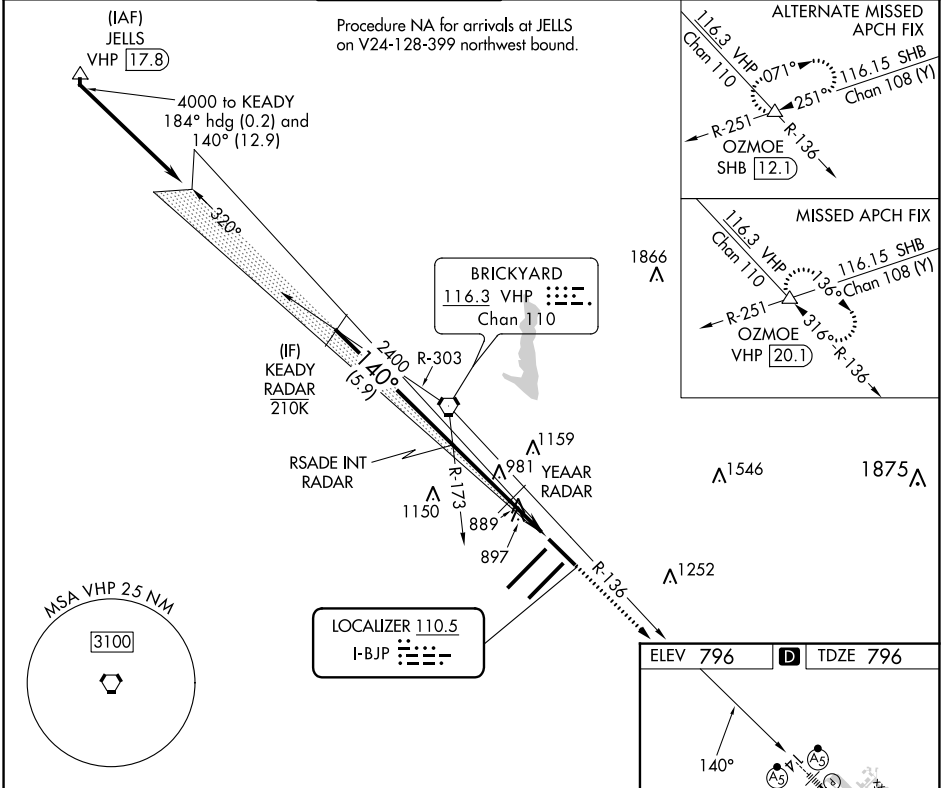 (IAF)
JELLS
VHP 17.8
4000 to KEADY
184° hdg (0.2) and
140° (12.9)
Procedure NA for arrivals at JELLS
on V24-128-399 northwest bound.
ALTERNATE MISSED
APCH FIX
116.3 VHP
Chan 110
071°
116.15 SHB
Chan 108 (Y)
251°
R-251
R-136
OZMOE
SHB 12.1
MISSED APCH FIX
116.3 VHP
Chan 110
136°
116.15 SHB
Chan 108 (Y)
R-251
316°
R-136
OZMOE
VHP 20.1
320°
1866
BRICKYARD
116.3 VHP
Chan 110
(IF)
KEADY
RADAR
210K
2400
140°
(5.9)
R-303
RSADE INT
RADAR
R-173
1159
981
YEAAR
RADAR
1546
1875
1150
889
897
R-136
1252
MSA VHP 25 NM
3100
LOCALIZER 110.5
I-BJP
ELEV 796
D
TDZE 796
140°
A5
14
A5
P